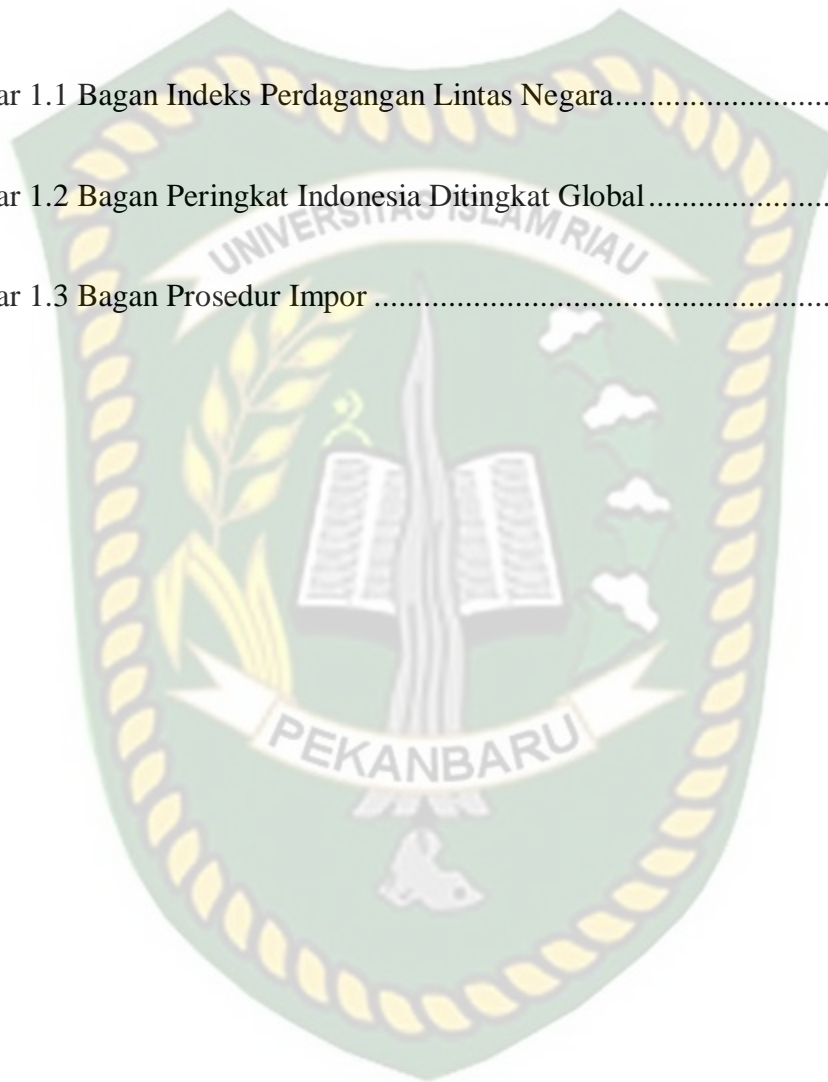 ar 1.1 Bagan Indeks Perdagangan Lintas Negara..........................
ar 1.2 Bagan Peringkat Indonesia Ditingkat Global......................
UNIVERSITAS ISLAM RIAU
ar 1.3 Bagan Prosedur Impor .......................................................
PEKANBARU